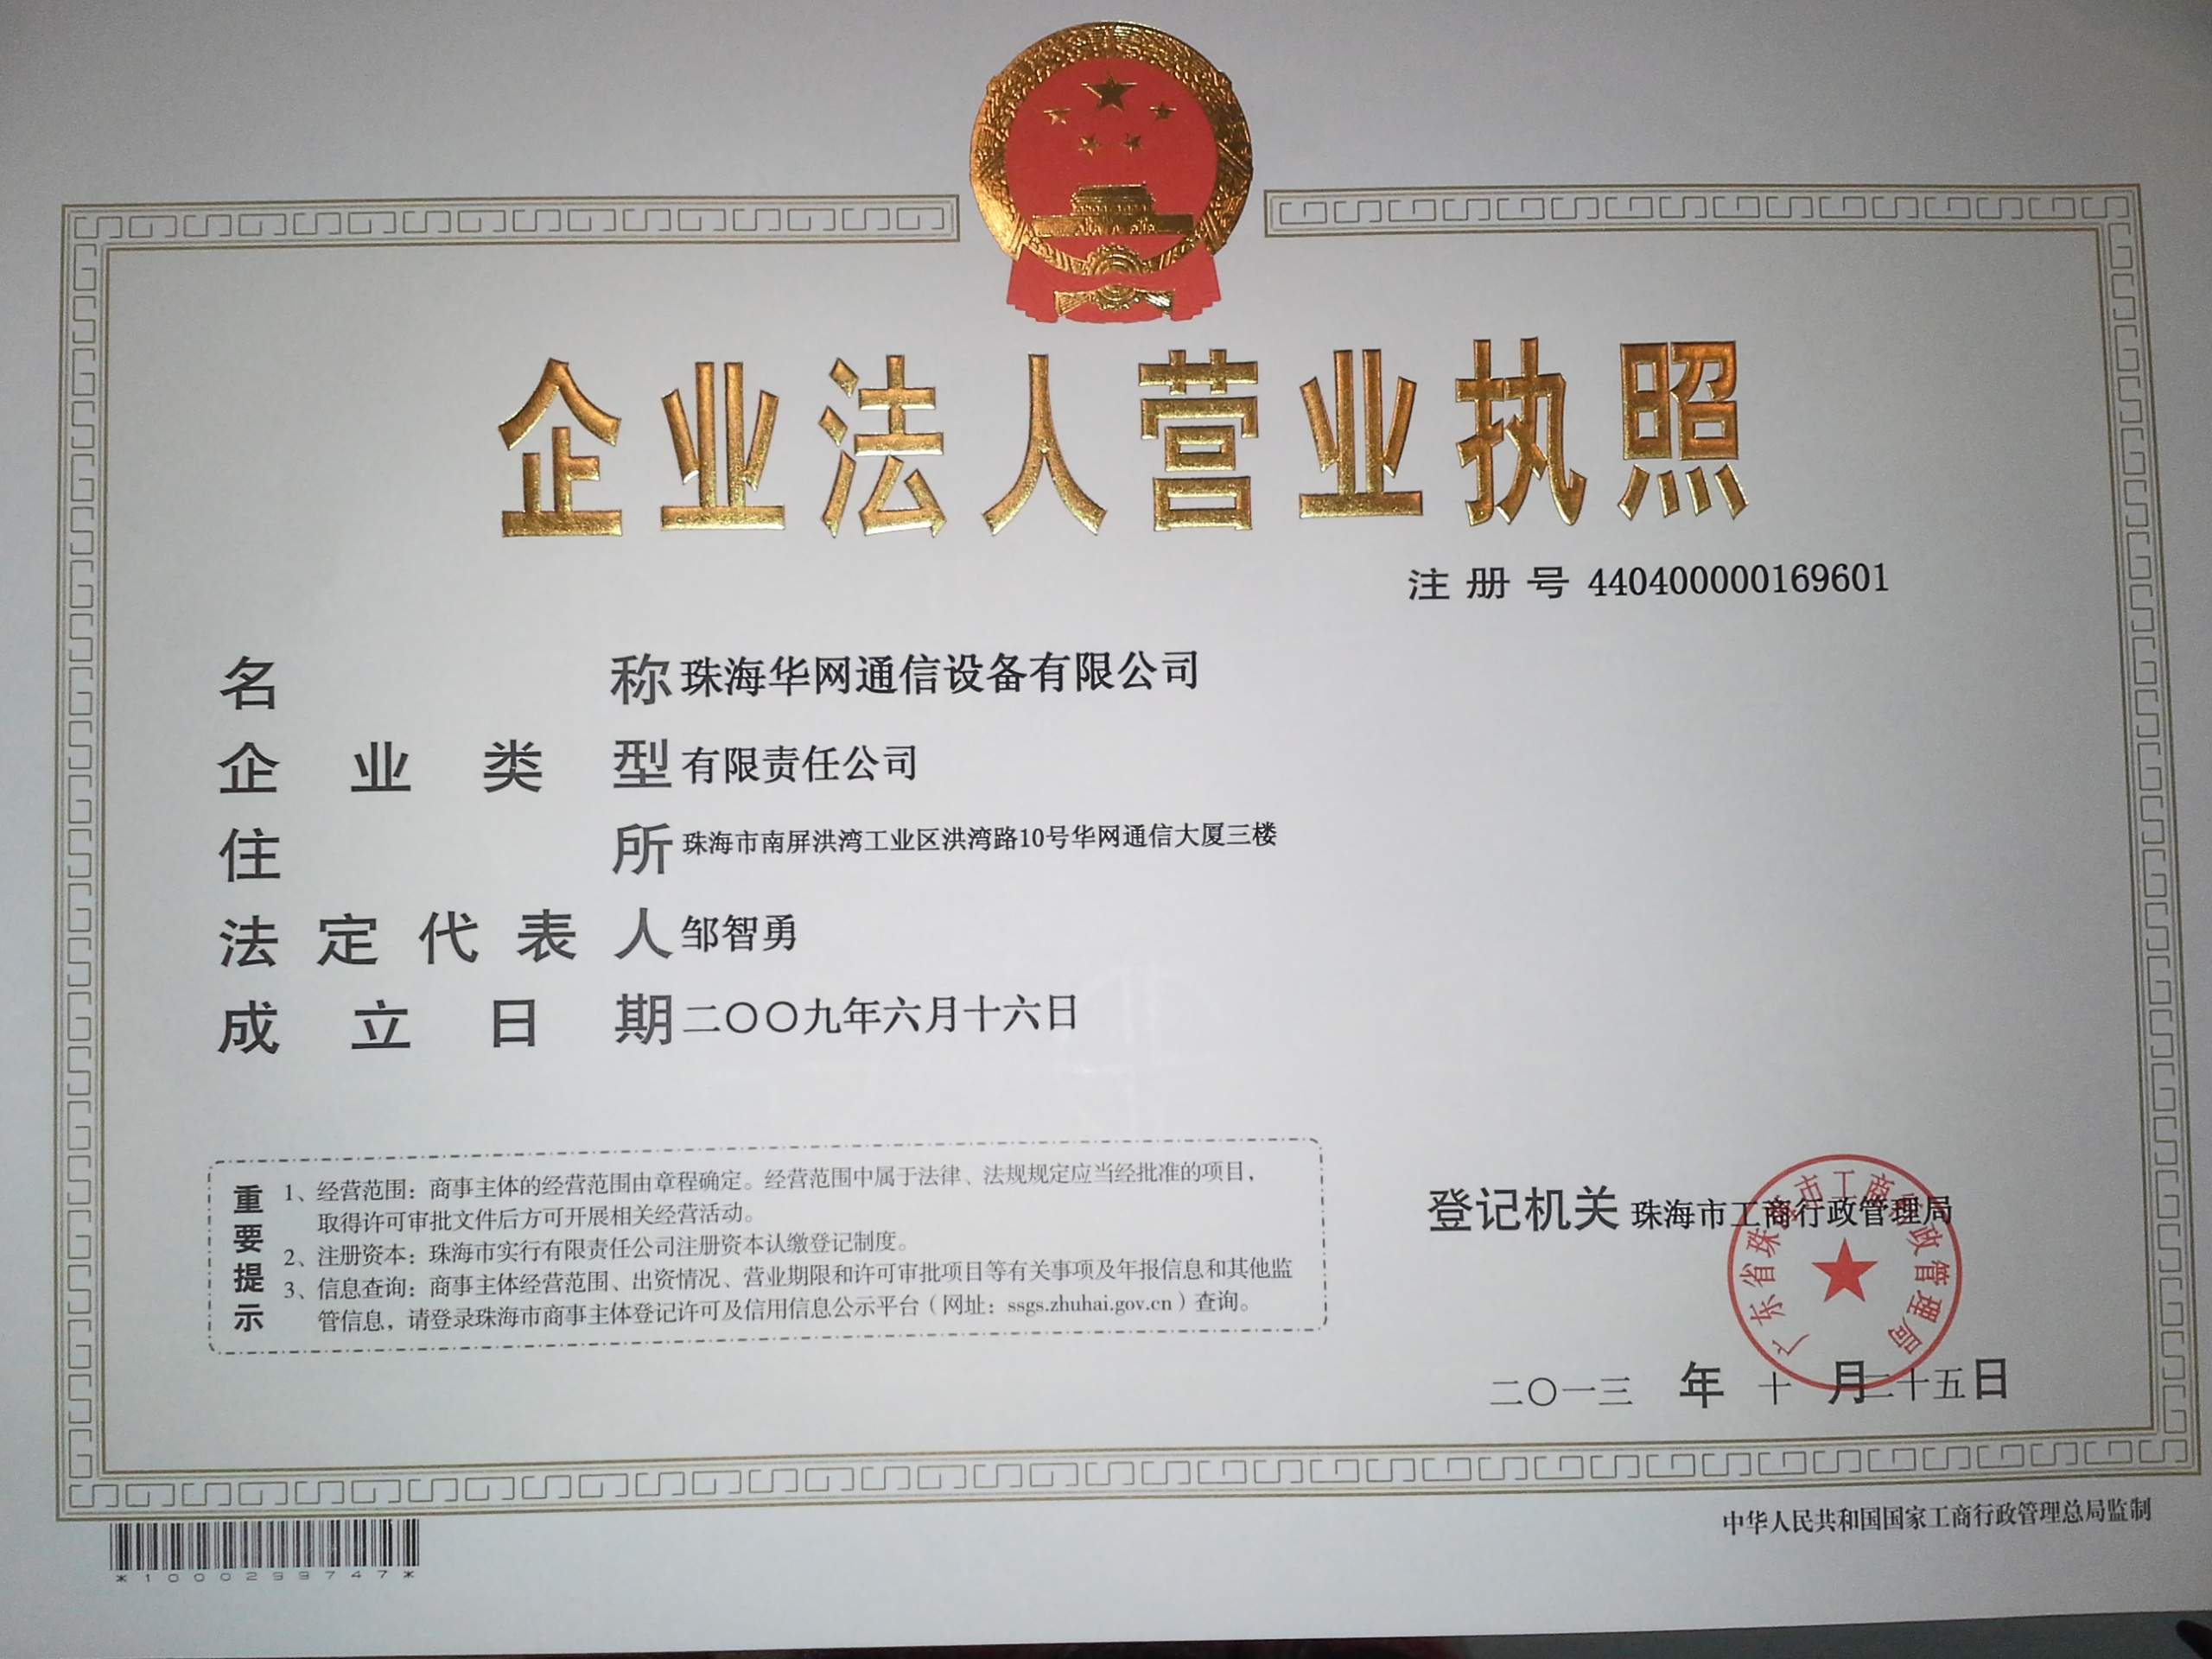 企业法人营业执照
注册号 440400000169601
名称 珠海华网通信设备有限公司
企业类型 有限责任公司
住所 珠海市南屏洪湾工业区洪湾路10号华网通信大厦三楼
法定代表人 邹智勇
成立日期 二〇〇九年六月十六日
重要提示
1、经营范围：商事主体的经营范围由章程确定。经营范围中属于法律、法规规定应当经批准的项目，
取得许可审批文件后方可开展相关经营活动。
2、注册资本：珠海市实行有限责任公司注册资本认缴登记制度。
3、信息查询：商事主体经营范围、出资情况、营业期限和许可审批项目等有关事项及年报信息和其他监
管信息，请登录珠海市商事主体登记许可及信用信息公示平台（网址：ssgs.zhuhai.gov.cn）查询。
登记机关 珠海市工商行政管理局
广东省珠海市工商行政管理局
二〇一三 年 十 月二十五日
中华人民共和国国家工商行政管理总局监制
*1000299747*